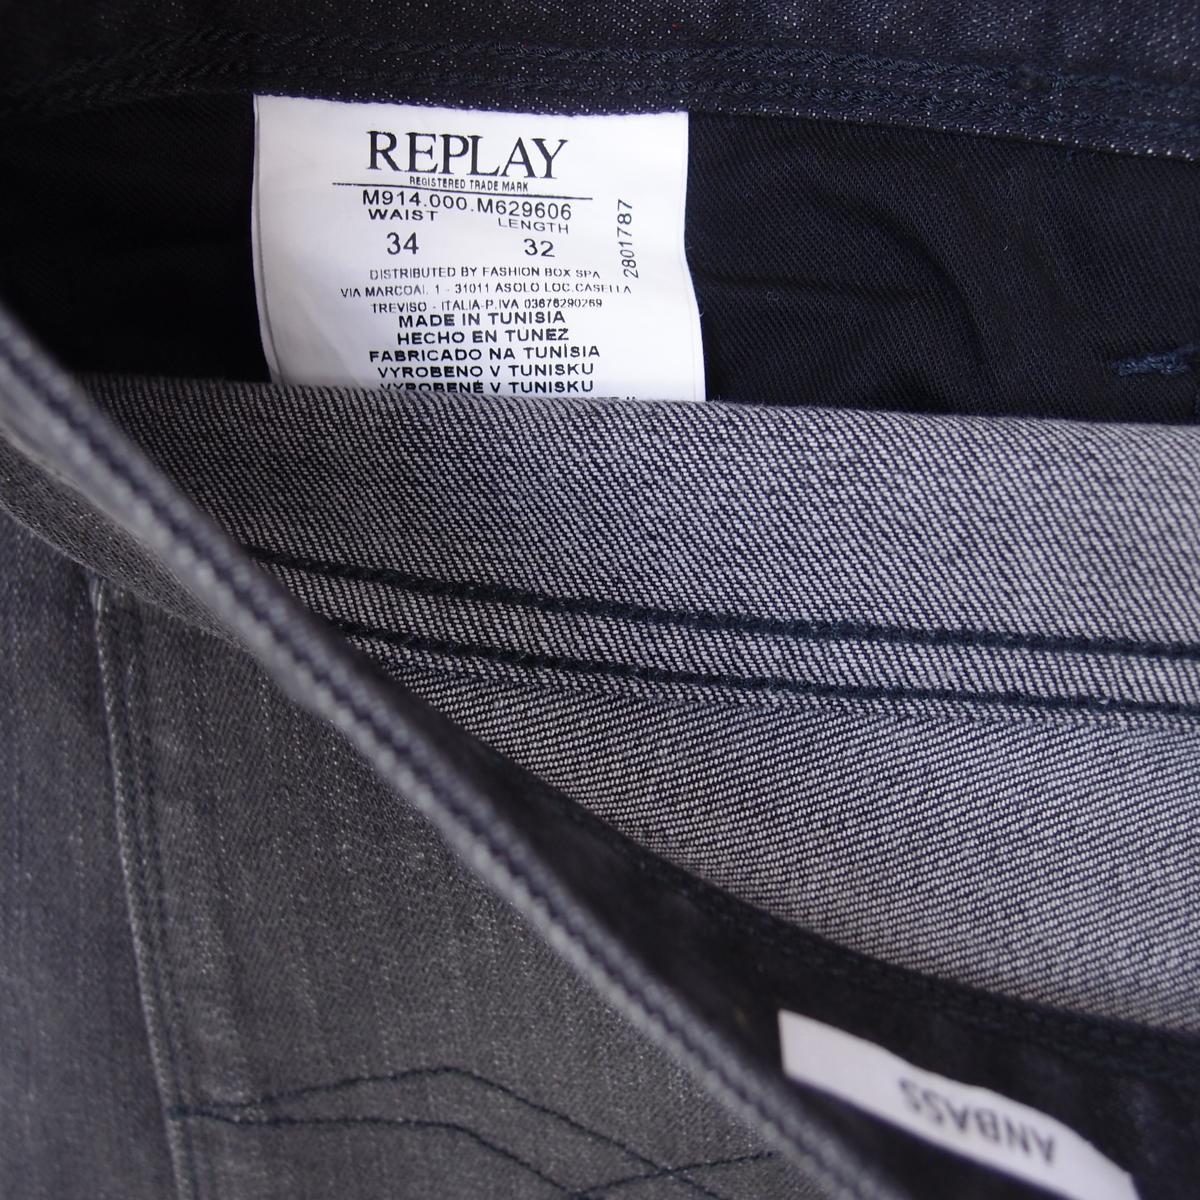 REPLAY
REGISTERED TRADE MARK
M914.000.M629606
WAIST LENGTH
34 32
2801787
DISTRIBUTED BY FASHION BOX SPA
VIA MARCOAI. 1 - 31011 ASOLO LOC.CASELLA
TREVISO - ITALIA-P.IVA 03676290269
MADE IN TUNISIA
HECHO EN TUNEZ
FABRICADO NA TUNÍSIA
VYROBENO V TUNISKU
VYROBENÉ V TUNISKU
ANBASS